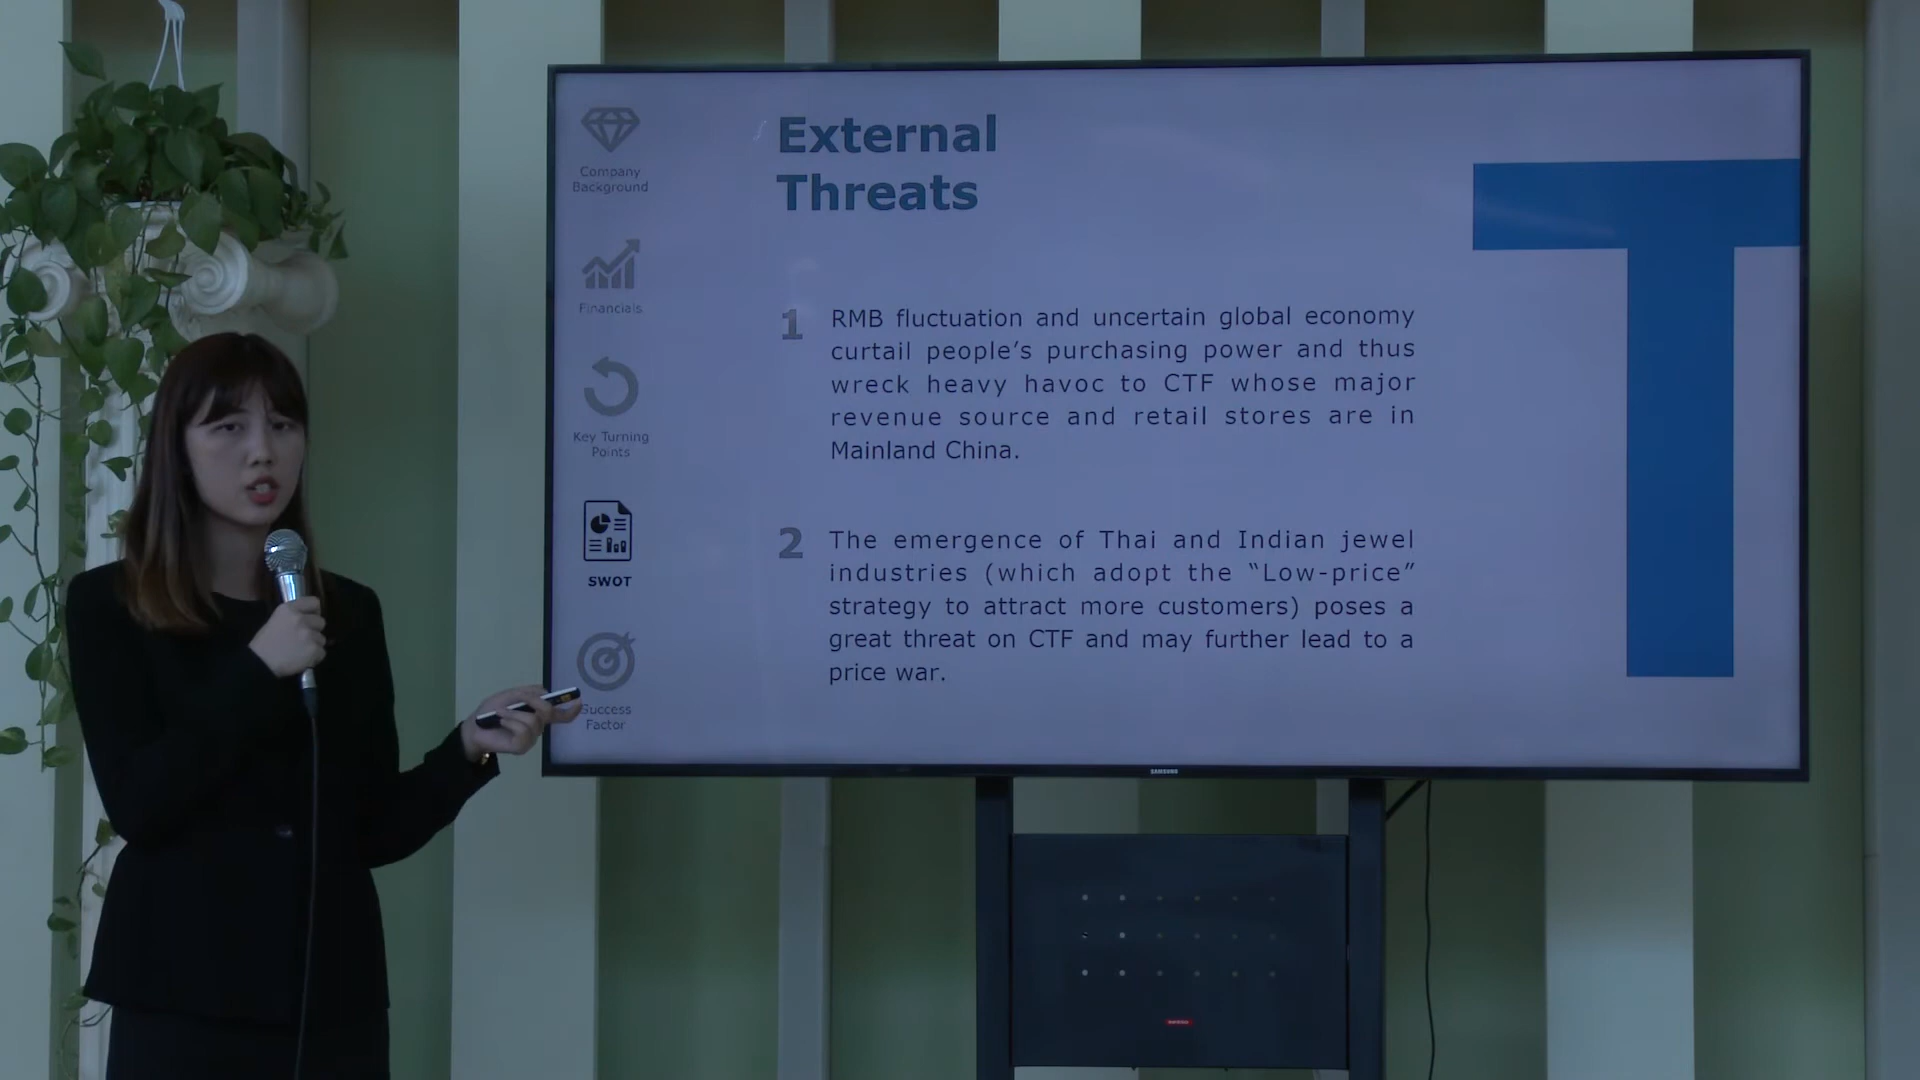 External
Threats
Company
Background
Financials
Key Turning
Points
SWOT
Success
Factor
1
RMB fluctuation and uncertain global economy
curtail people’s purchasing power and thus
wreck heavy havoc to CTF whose major
revenue source and retail stores are in
Mainland China.
2
The emergence of Thai and Indian jewel
industries (which adopt the “Low-price”
strategy to attract more customers) poses a
great threat on CTF and may further lead to a
price war.
T
SAMSUNG